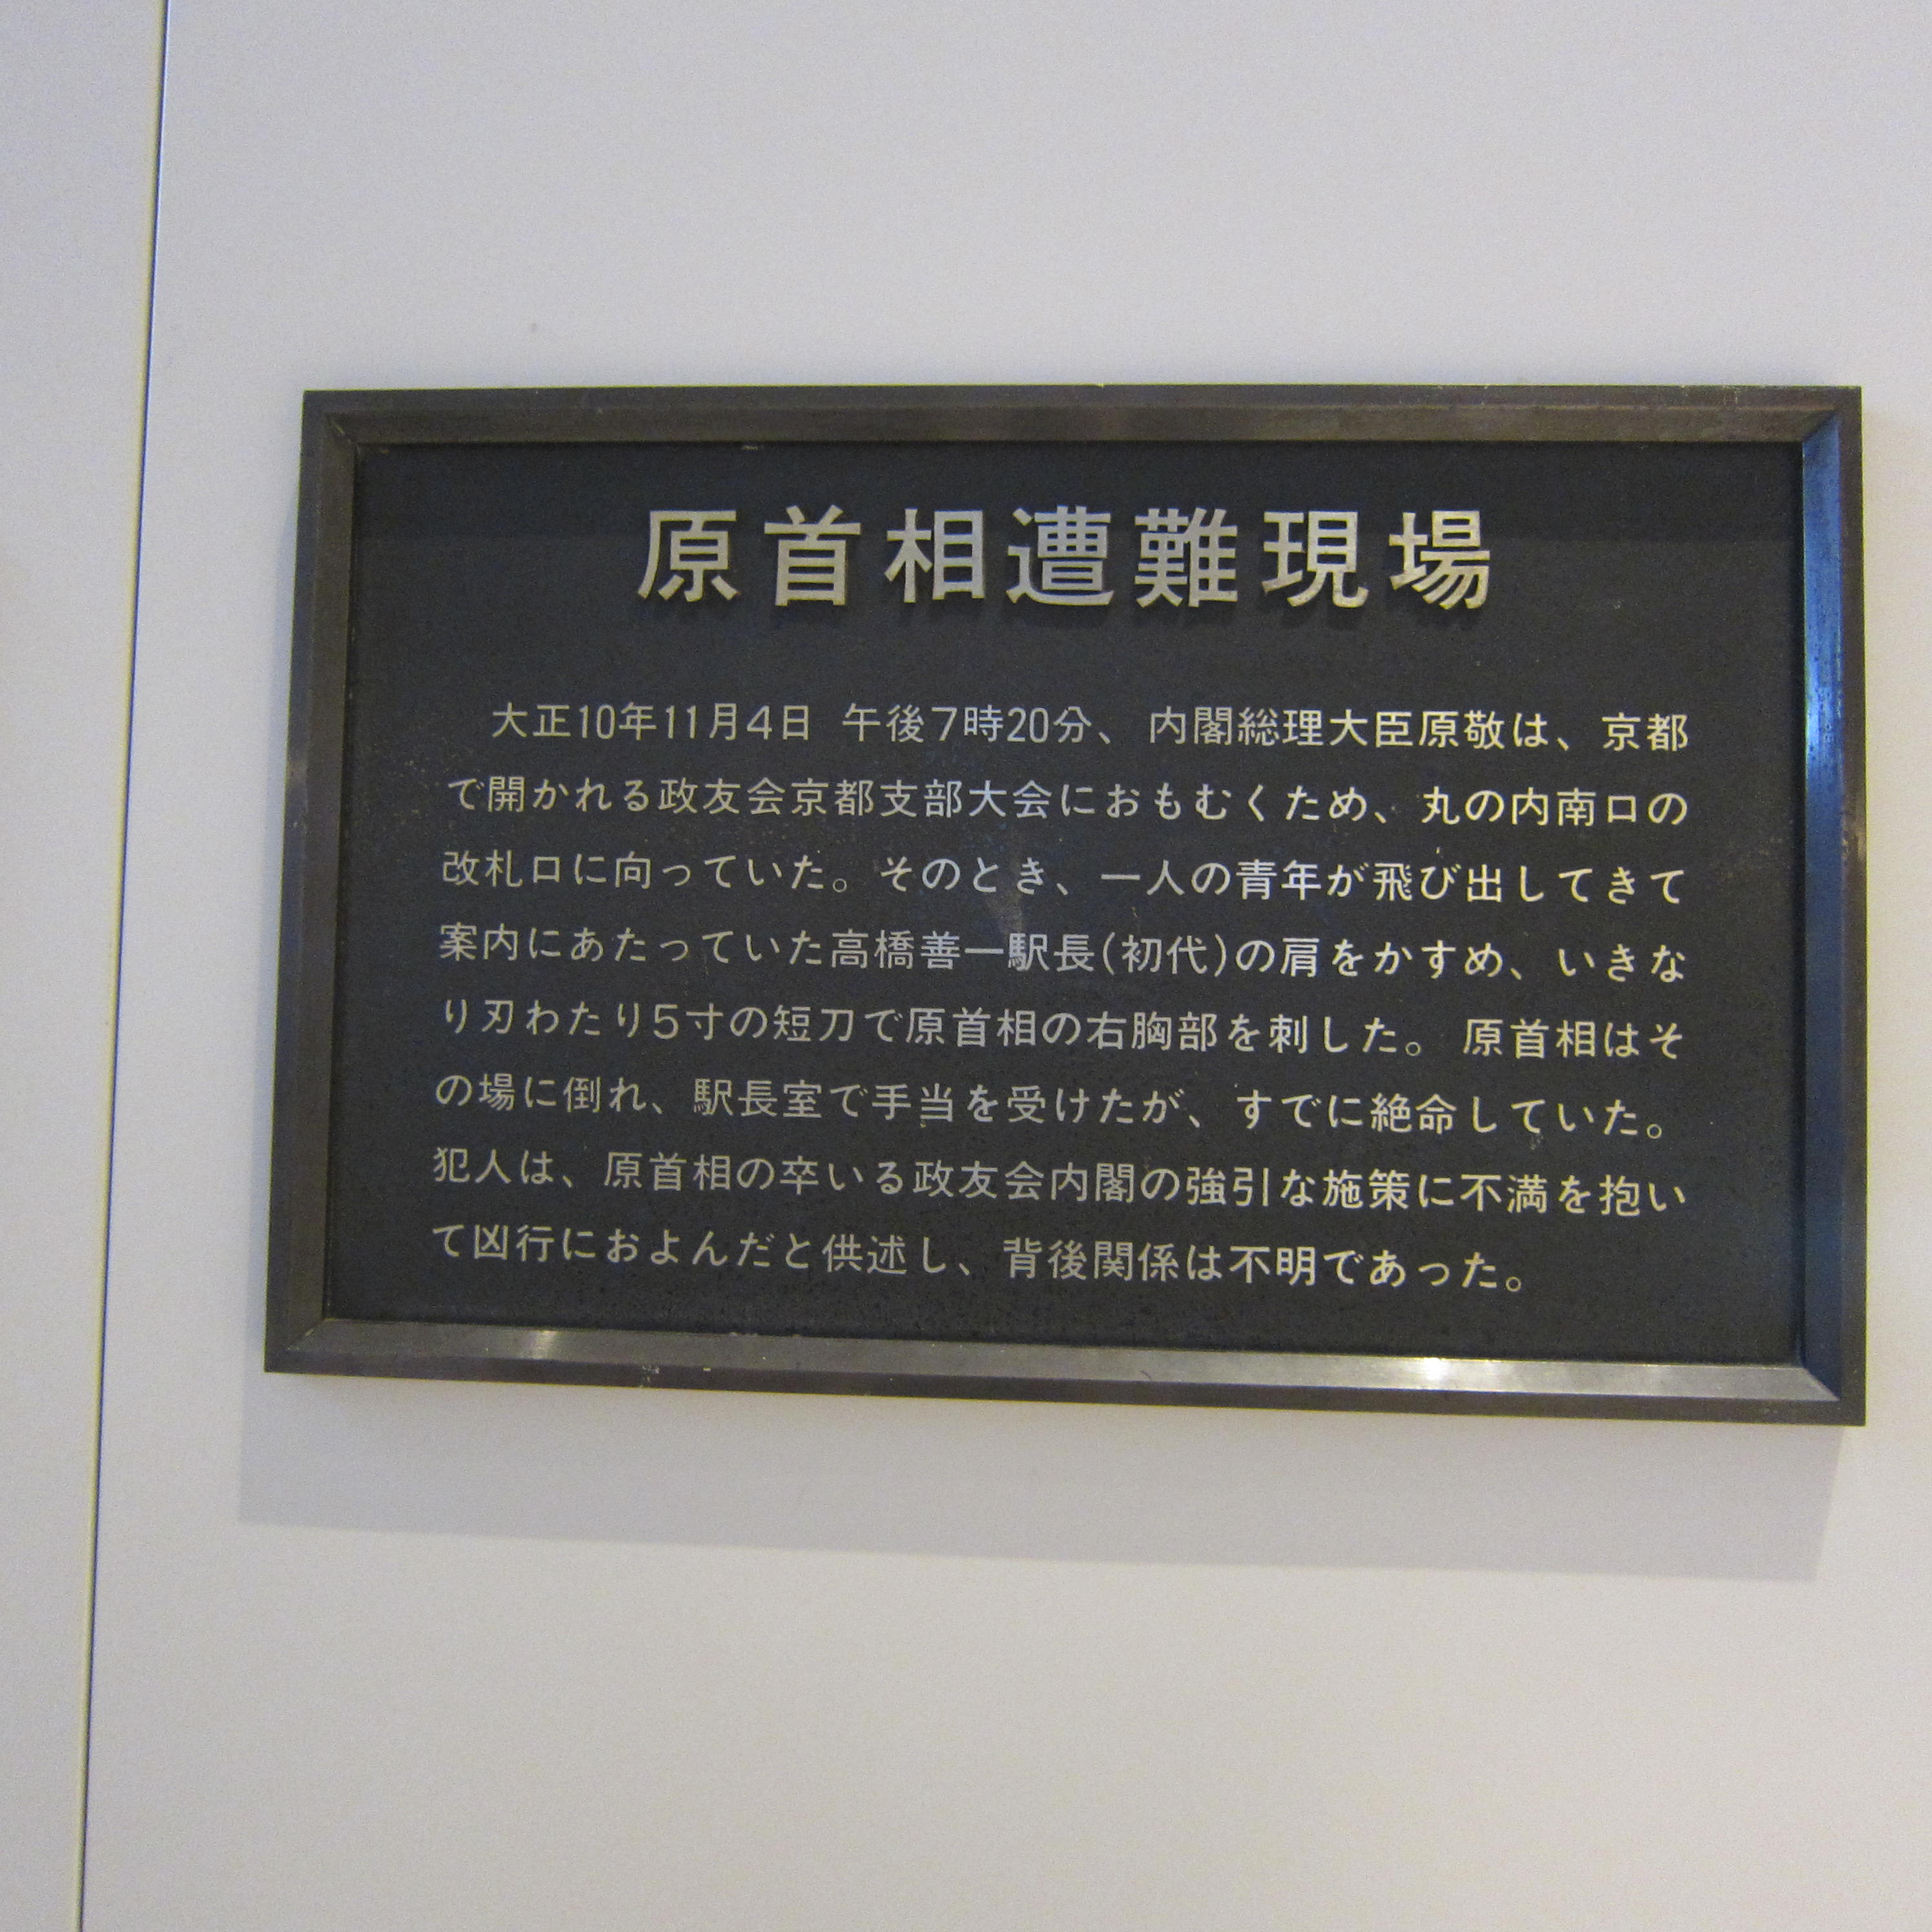 原首相遭難現場
大正10年11月4日 午後7時20分、内閣総理大臣原敬は、京都
で開かれる政友会京都支部大会におもむくため、丸の内南口の
改札口に向っていた。そのとき、一人の青年が飛び出してきて
案内にあたっていた高橋善一駅長(初代)の肩をかすめ、いきな
り刃わたり5寸の短刀で原首相の右胸部を刺した。原首相はそ
の場に倒れ、駅長室で手当を受けたが、すでに絶命していた。
犯人は、原首相の卒いる政友会内閣の強引な施策に不満を抱い
て凶行におよんだと供述し、背後関係は不明であった。